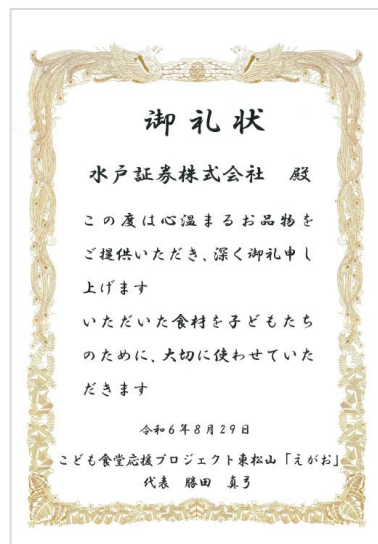 御礼状
水戸証券株式会社 殿
この度は心温まるお品物を
ご提供いただき、深く御礼申し
上げます
いただいた食材を子どもたち
のために、大切に使わせていた
だきます
令和6年8月29日
こども食堂応援プロジェクト東松山「えがお」
代表 勝田 真弓